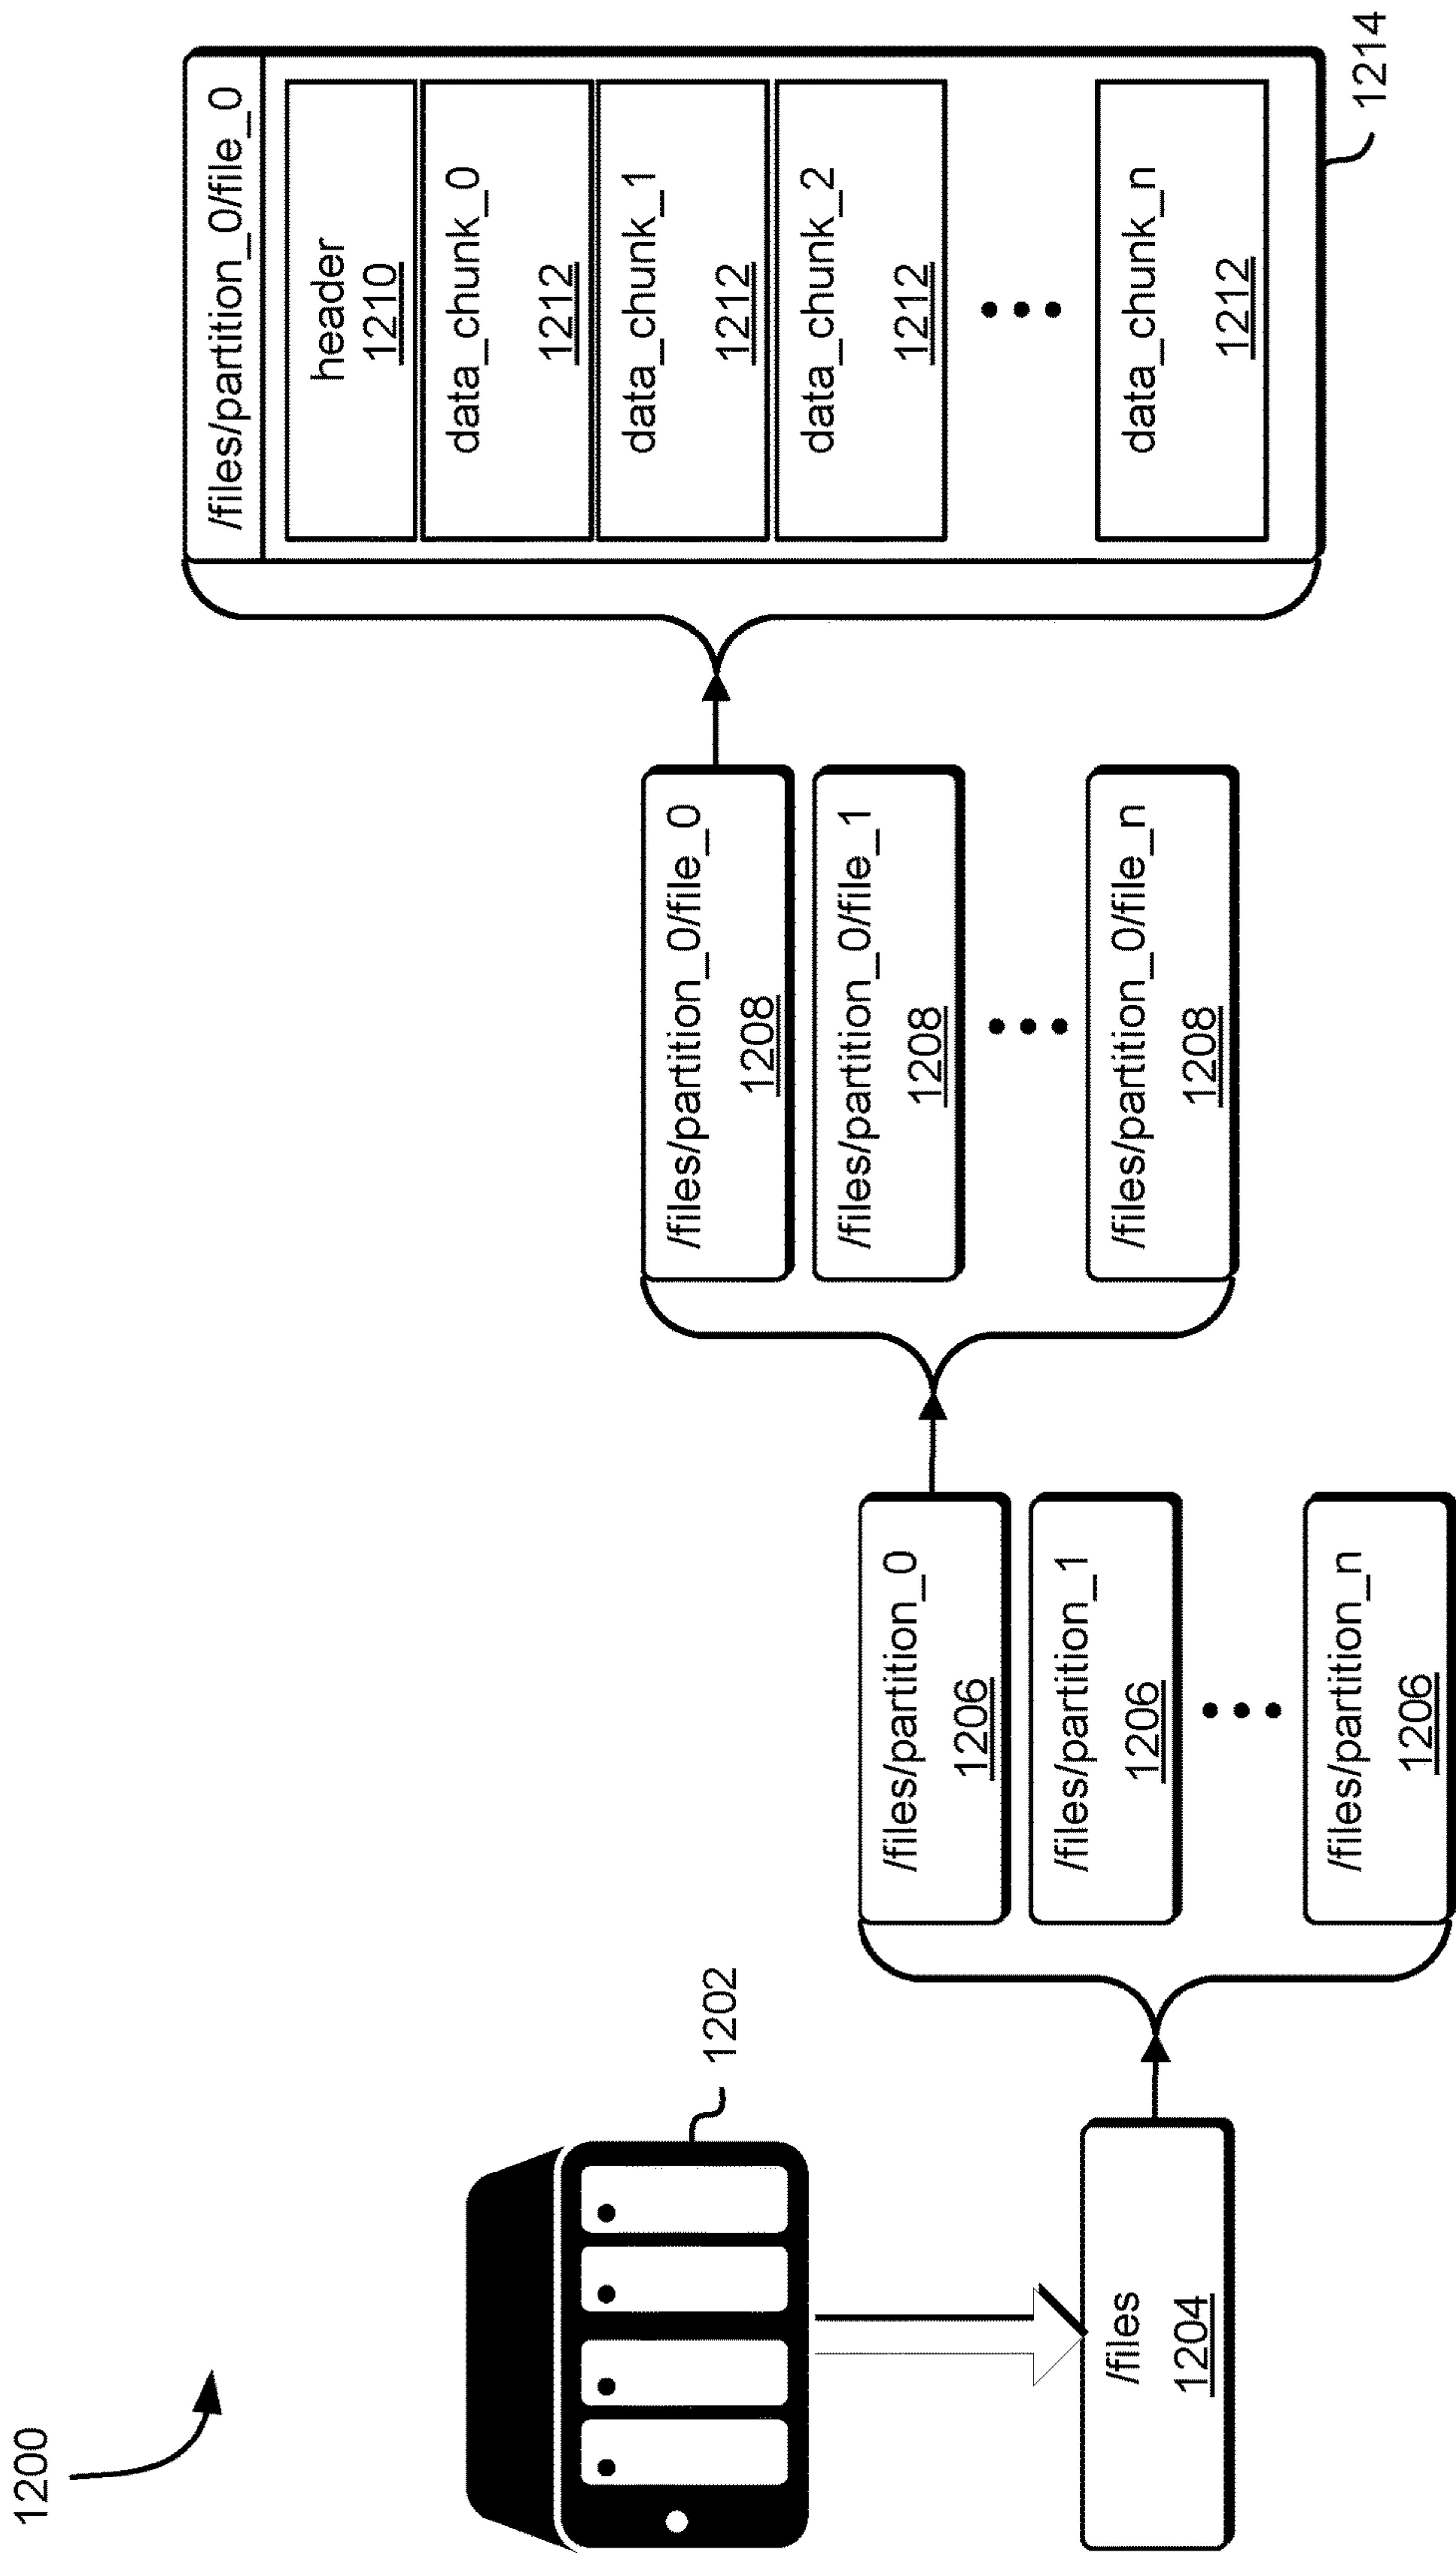 1200
1202
/files
1204
/files/partition_0
1206
/files/partition_1
1206
/files/partition_n
1206
/files/partition_0/file_0
1208
/files/partition_0/file_1
1208
/files/partition_0/file_n
1208
/files/partition_0/file_0
header
1210
data_chunk_0
1212
data_chunk_1
1212
data_chunk_2
1212
data_chunk_n
1212
1214